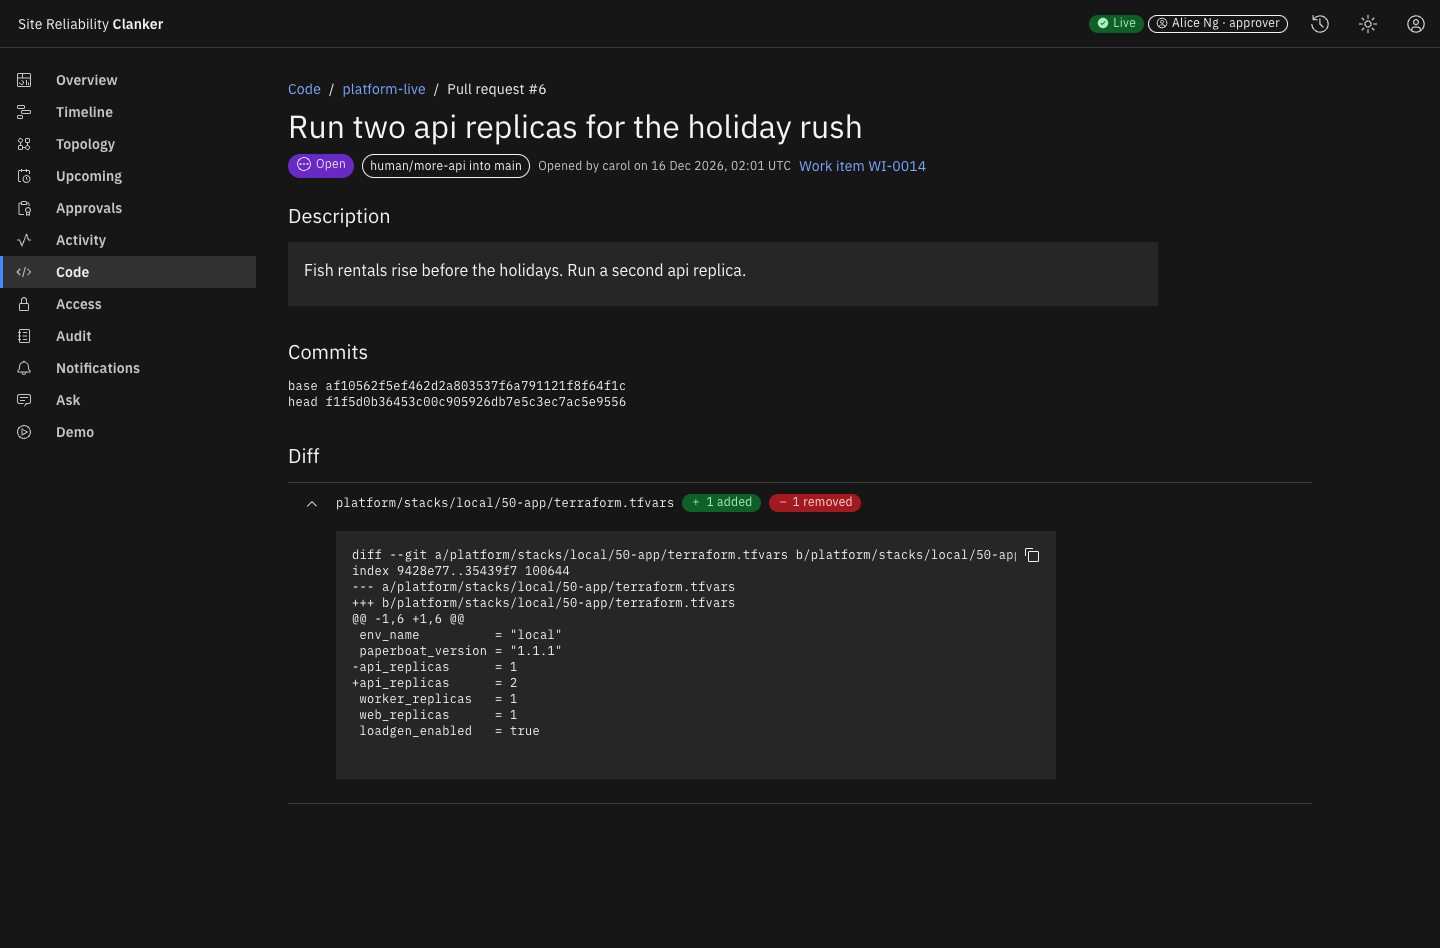 Site Reliability Clanker
Live
Alice Ng · approver
Overview
Timeline
Topology
Upcoming
Approvals
Activity
Code
Access
Audit
Notifications
Ask
Demo
Code / platform-live / Pull request #6
Run two api replicas for the holiday rush
Open human/more-api into main Opened by carol on 16 Dec 2026, 02:01 UTC Work item WI-0014
Description
Fish rentals rise before the holidays. Run a second api replica.
Commits
base af10562f5ef462d2a803537f6a791121f8f64f1c
head f1f5d0b36453c00c905926db7e5c3ec7ac5e9556
Diff
platform/stacks/local/50-app/terraform.tfvars + 1 added − 1 removed
diff --git a/platform/stacks/local/50-app/terraform.tfvars b/platform/stacks/local/50-ap
index 9428e77..35439f7 100644
--- a/platform/stacks/local/50-app/terraform.tfvars
+++ b/platform/stacks/local/50-app/terraform.tfvars
@@ -1,6 +1,6 @@
 env_name          = "local"
 paperboat_version = "1.1.1"
-api_replicas      = 1
+api_replicas      = 2
 worker_replicas   = 1
 web_replicas      = 1
 loadgen_enabled   = true